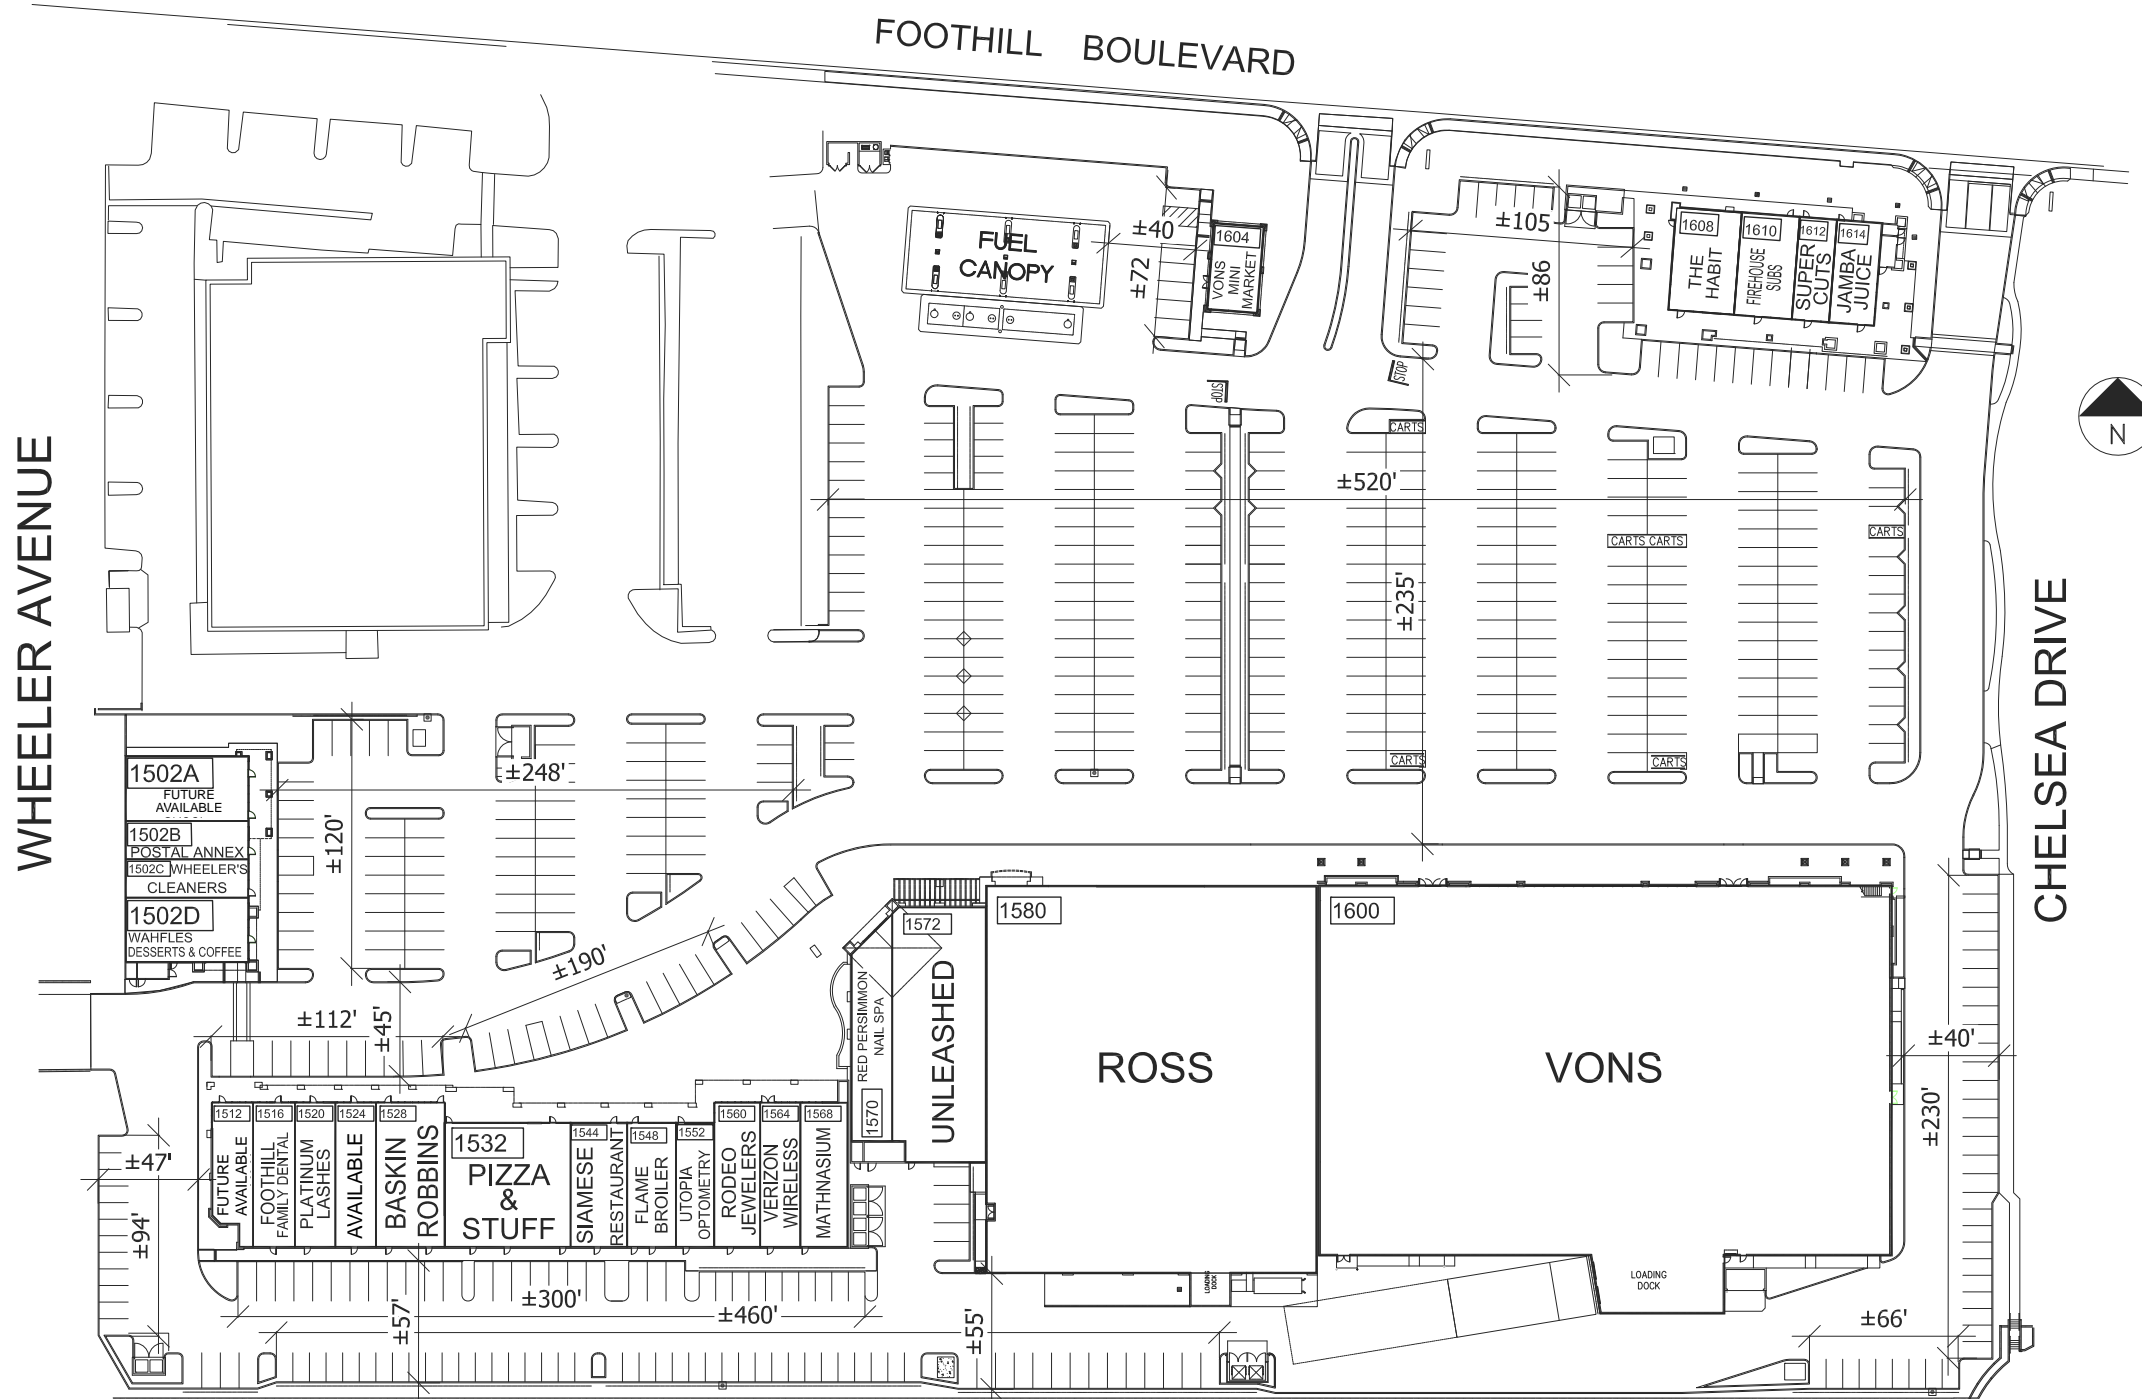 FOOTHILL BOULEVARD
WHEELER AVENUE
CHELSEA DRIVE
N
FUEL
CANOPY
±40
±72
1604
VONS
MINI
MARKET
±105
±86
1608
THE
HABIT
1610
FIREHOUSE
SUBS
1612
SUPER
CUTS
1614
JAMBA
JUICE
STOP
STOP
CARTS
±520'
CARTS CARTS
CARTS
±235'
CARTS
CARTS
±248'
±120'
1502A
FUTURE
AVAILABLE
1502B
POSTAL ANNEX
1502C WHEELER'S
CLEANERS
1502D
WAHFLES
DESSERTS & COFFEE
±190'
±112'
±45'
1572
UNLEASHED
RED PERSIMMON
NAIL SPA
1570
1580
ROSS
1600
VONS
±40'
±230'
1512
FUTURE
AVAILABLE
1516
FOOTHILL
FAMILY DENTAL
1520
PLATINUM
LASHES
1524
AVAILABLE
1528
BASKIN
ROBBINS
1532
PIZZA
&
STUFF
1544
SIAMESE
RESTAURANT
1548
FLAME
BROILER
1552
UTOPIA
OPTOMETRY
1560
RODEO
JEWELERS
1564
VERIZON
WIRELESS
1568
MATHNASIUM
±47'
±94'
±300'
±460'
±57'
±55'
LOADING
DOCK
LOADING
DOCK
±66'